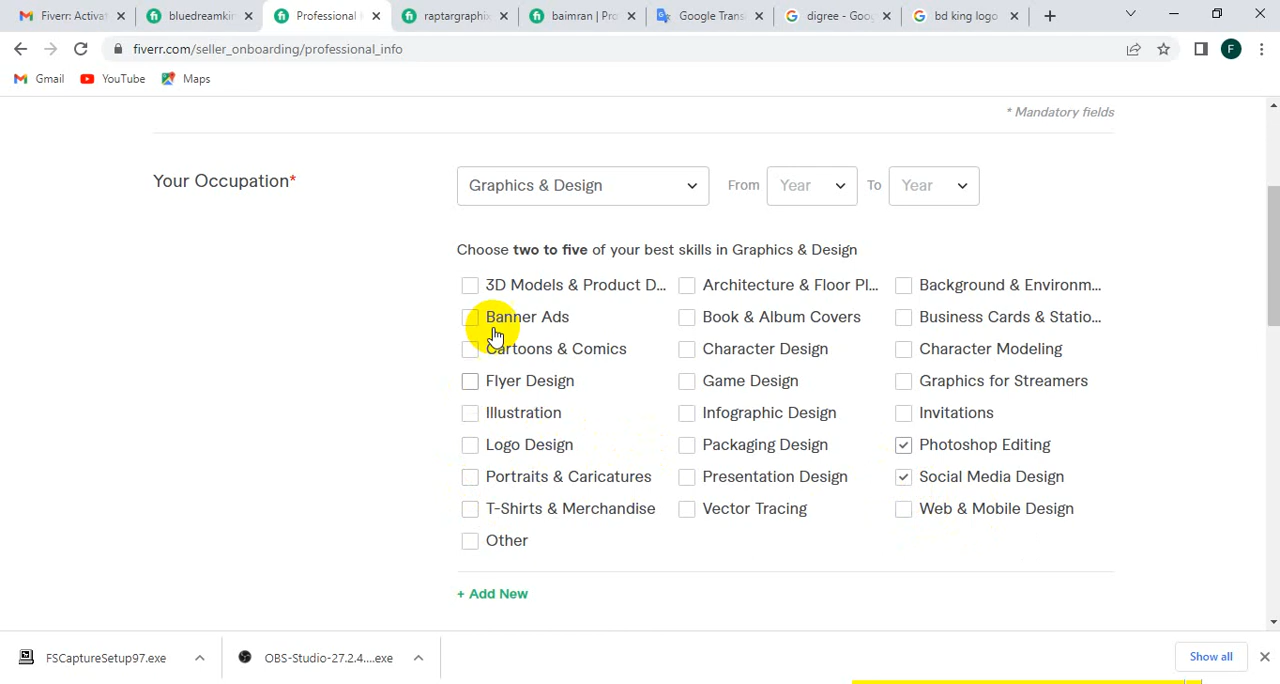 Fiverr: Activat
bluedreamkin
Professional I
raptargraphix
baimran | Pro
Google Trans
digree - Goo
bd king logo
fiverr.com/seller_onboarding/professional_info
F
Gmail
YouTube
Maps
* Mandatory fields
Your Occupation*
Graphics & Design
From
Year
To
Year
Choose two to five of your best skills in Graphics & Design
3D Models & Product D...
Architecture & Floor Pl...
Background & Environm...
Banner Ads
Book & Album Covers
Business Cards & Statio...
Cartoons & Comics
Character Design
Character Modeling
Flyer Design
Game Design
Graphics for Streamers
Illustration
Infographic Design
Invitations
Logo Design
Packaging Design
Photoshop Editing
Portraits & Caricatures
Presentation Design
Social Media Design
T-Shirts & Merchandise
Vector Tracing
Web & Mobile Design
Other
+ Add New
FSCaptureSetup97.exe
OBS-Studio-27.2.4....exe
Show all